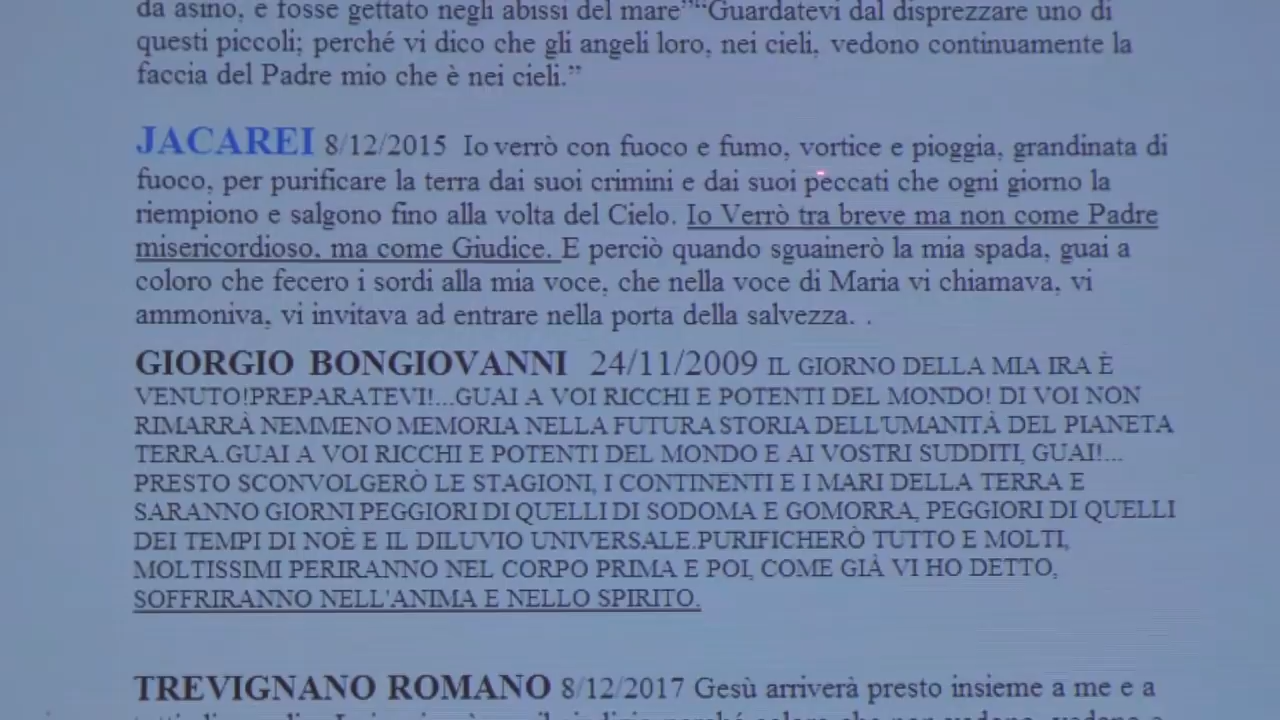 da asino, e fosse gettato negli abissi del mare”“Guardatevi dal disprezzare uno di
questi piccoli; perché vi dico che gli angeli loro, nei cieli, vedono continuamente la
faccia del Padre mio che è nei cieli.”
JACAREI 8/12/2015 Io verrò con fuoco e fumo, vortice e pioggia, grandinata di
fuoco, per purificare la terra dai suoi crimini e dai suoi peccati che ogni giorno la
riempiono e salgono fino alla volta del Cielo. Io Verrò tra breve ma non come Padre
misericordioso, ma come Giudice. E perciò quando sguainerò la mia spada, guai a
coloro che fecero i sordi alla mia voce, che nella voce di Maria vi chiamava, vi
ammoniva, vi invitava ad entrare nella porta della salvezza. .
GIORGIO BONGIOVANNI 24/11/2009 IL GIORNO DELLA MIA IRA È
VENUTO!PREPARATEVI!...GUAI A VOI RICCHI E POTENTI DEL MONDO! DI VOI NON
RIMARRÀ NEMMENO MEMORIA NELLA FUTURA STORIA DELL'UMANITÀ DEL PIANETA
TERRA.GUAI A VOI RICCHI E POTENTI DEL MONDO E AI VOSTRI SUDDITI, GUAI!...
PRESTO SCONVOLGERÒ LE STAGIONI, I CONTINENTI E I MARI DELLA TERRA E
SARANNO GIORNI PEGGIORI DI QUELLI DI SODOMA E GOMORRA, PEGGIORI DI QUELLI
DEI TEMPI DI NOÈ E IL DILUVIO UNIVERSALE.PURIFICHERÒ TUTTO E MOLTI,
MOLTISSIMI PERIRANNO NEL CORPO PRIMA E POI, COME GIÀ VI HO DETTO,
SOFFRIRANNO NELL'ANIMA E NELLO SPIRITO.
TREVIGNANO ROMANO 8/12/2017 Gesù arriverà presto insieme a me e a